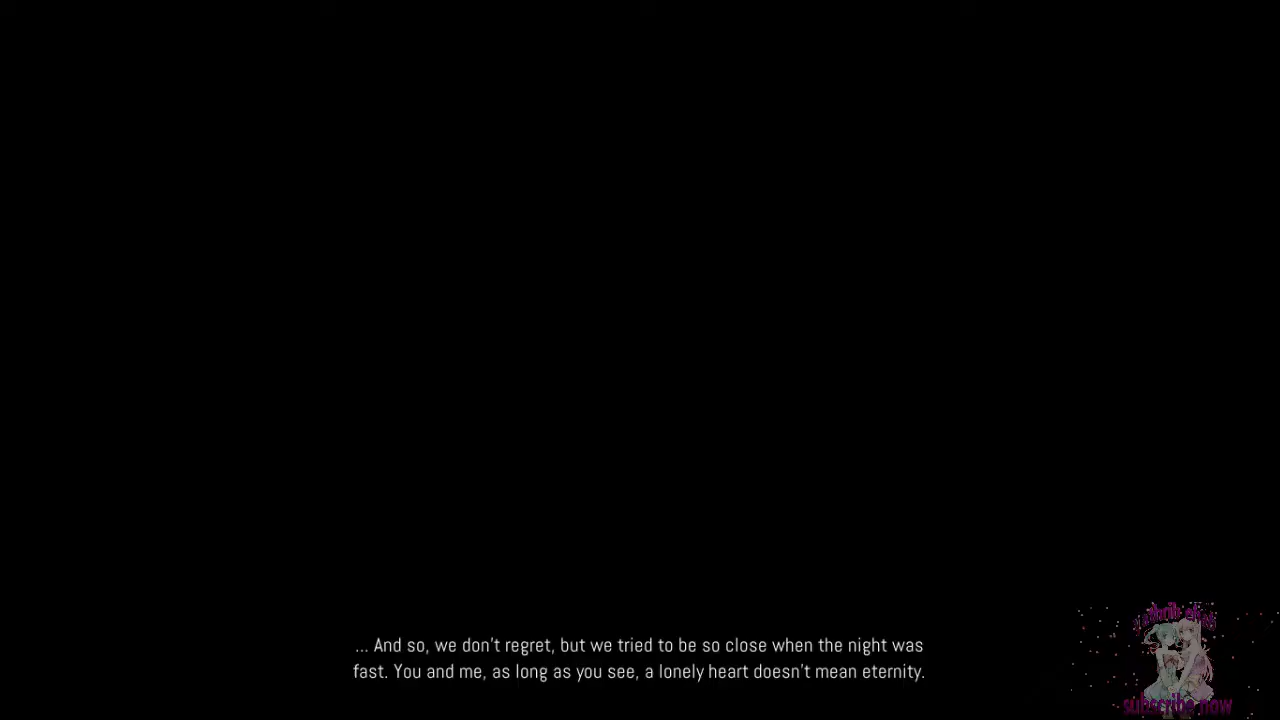 ... And so, we don't regret, but we tried to be so close when the night was
fast. You and me, as long as you see, a lonely heart doesn't mean eternity.
subscribe now